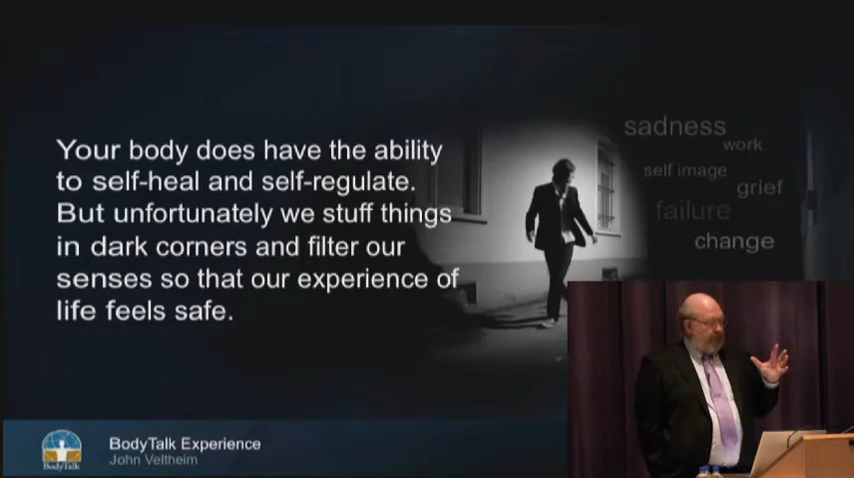 Your body does have the ability
to self-heal and self-regulate.
But unfortunately we stuff things
in dark corners and filter our
senses so that our experience of
life feels safe.
sadness
work
self image
grief
failure
change
BodyTalk Experience
John Veltheim
BodyTalk